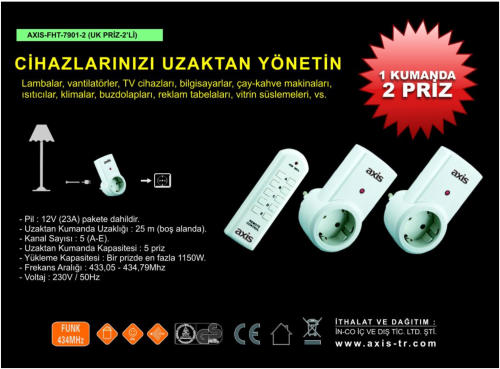 AXIS-FHT-7901-2 (UK PRİZ-2'Lİ)
CİHAZLARINIZI UZAKTAN YÖNETİN
Lambalar, vantilatörler, TV cihazları, bilgisayarlar, çay-kahve makinaları,
ısıtıcılar, klimalar, buzdolapları, reklam tabelaları, vitrin süslemeleri, vs.
1 KUMANDA
2 PRİZ
axis
axis
axis
- Pil : 12V (23A) pakete dahildir.
- Uzaktan Kumanda Uzaklığı : 25 m (boş alanda).
- Kanal Sayısı : 5 (A-E).
- Uzaktan Kumanda Kapasitesi : 5 priz
- Yükleme Kapasitesi : Bir prizde en fazla 1150W.
- Frekans Aralığı : 433,05 - 434,79Mhz
- Voltaj : 230V / 50Hz
FUNK
434MHz
GS
CE
İTHALAT VE DAĞITIM :
İN-CO İÇ VE DIŞ TİC. LTD. ŞTİ.
www.axis-tr.com